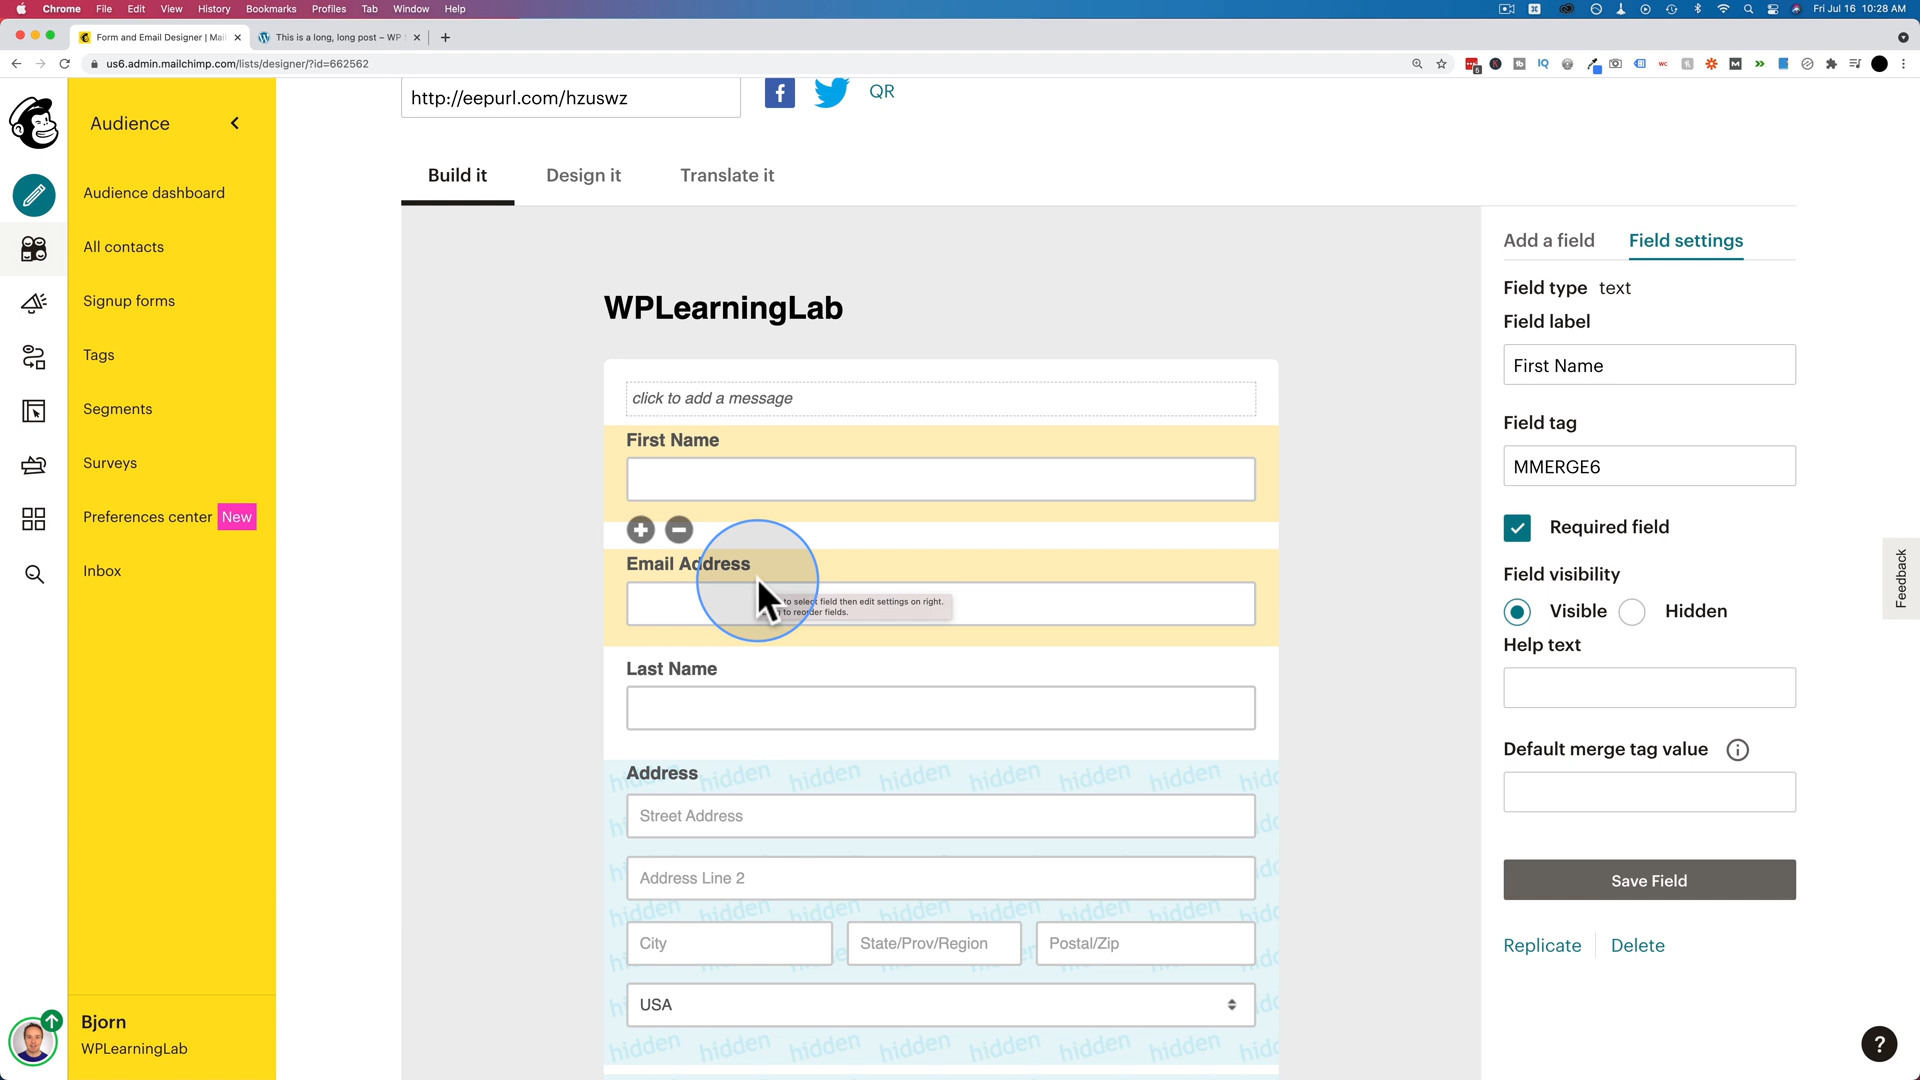 Chrome File Edit View History Bookmarks Profiles Tab Window Help
Fri Jul 16 10:28 AM
Form and Email Designer | Mai
This is a long, long post – WP
us6.admin.mailchimp.com/lists/designer/?id=662562
Audience
Audience dashboard
All contacts
Signup forms
Tags
Segments
Surveys
Preferences center New
Inbox
Bjorn
WPLearningLab
http://eepurl.com/hzuswz
QR
Build it
Design it
Translate it
WPLearningLab
click to add a message
First Name
Email Address
to select field then edit settings on right.
to reorder fields.
Last Name
Address
Street Address
Address Line 2
City
State/Prov/Region
Postal/Zip
USA
hidden hidden hidden hidden hidden hidden
Add a field
Field settings
Field type text
Field label
First Name
Field tag
MMERGE6
Required field
Field visibility
Visible
Hidden
Help text
Default merge tag value
Save Field
Replicate
Delete
Feedback
?